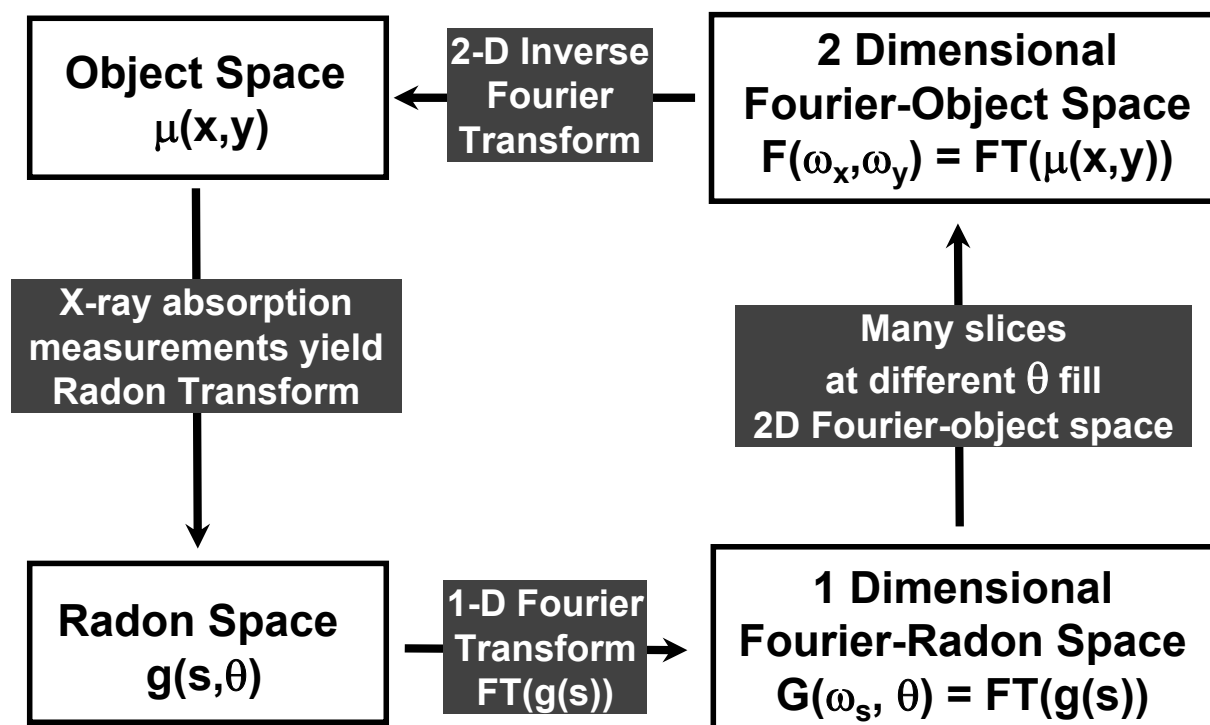 Object Space
μ(x,y)
2-D Inverse
Fourier
Transform
2 Dimensional
Fourier-Object Space
F(ωₓ,ω_y) = FT(μ(x,y))
X-ray absorption
measurements yield
Radon Transform
Many slices
at different θ fill
2D Fourier-object space
Radon Space
g(s,θ)
1-D Fourier
Transform
FT(g(s))
1 Dimensional
Fourier-Radon Space
G(ωₛ, θ) = FT(g(s))